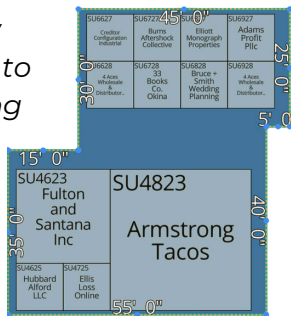 to
45' 0"
SU6627
Creditor
Configuration
Industrial
SU6727
Burns
Aftershock
Collective
Elliott
Monograph
Properties
SU6927
Adams
Profit
Pllc
25' 0"
30' 0"
SU6628
4 Aces
Wholesale
&
Distributor..
SU6728
33
Books
Co.
Okina
SU6828
Bruce +
Smith
Wedding
Planning
SU6928
4 Aces
Wholesale
&
Distributor..
5' 0"
15' 0"
SU4623
Fulton
and
Santana
Inc
SU4823
Armstrong
Tacos
35' 0"
40' 0"
SU4625
Hubbard
Alford
LLC
SU4725
Ellis
Loss
Online
55' 0"